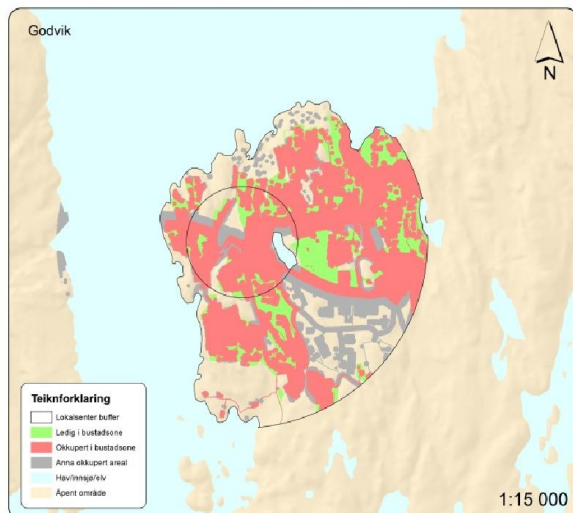 Godvik
N
Teiknforklaring
Lokalsenter buffer
Ledig i bustadsone
Okkupert i bustadsone
Anna okkupert areal
Hav/innsjø/elv
Åpent område
1:15 000